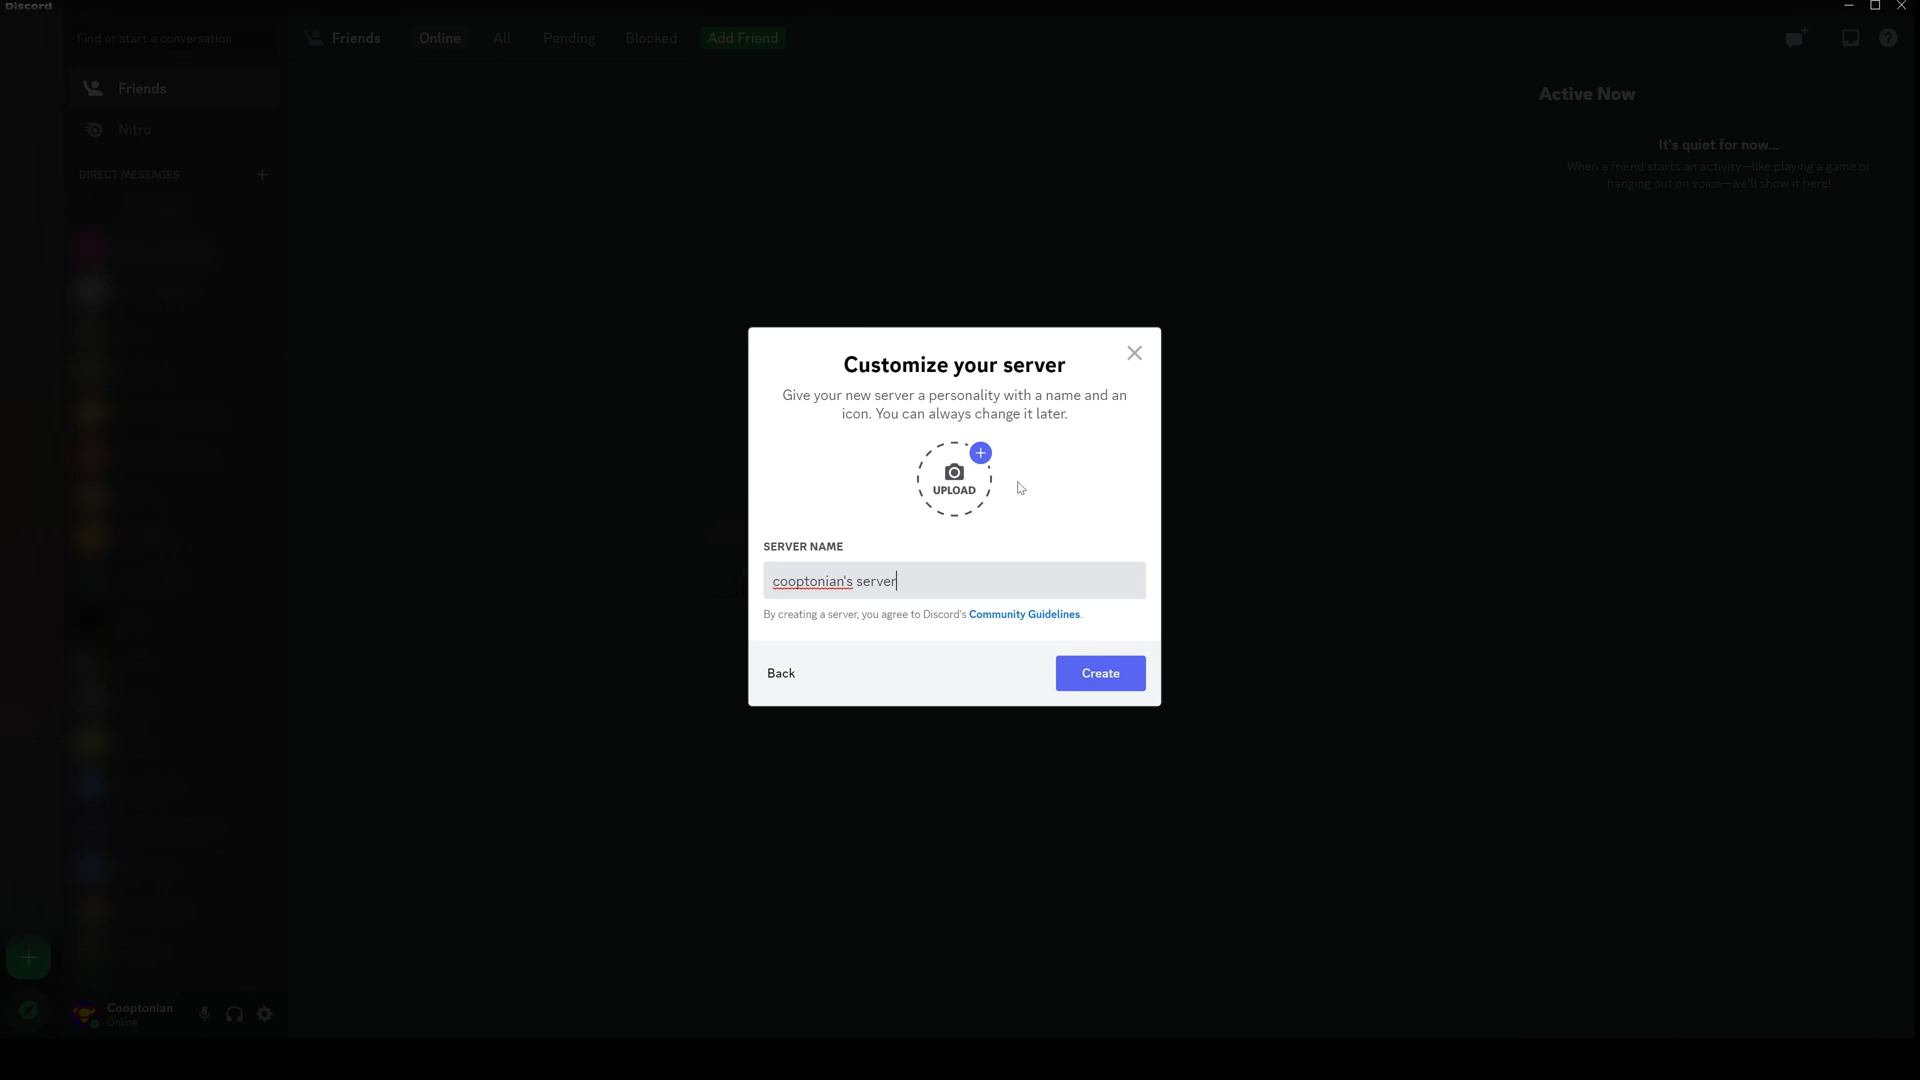 Discord
Find or start a conversation
Friends
Online
All
Pending
Blocked
Add Friend
Friends
Nitro
DIRECT MESSAGES
Active Now
It's quiet for now...
When a friend starts an activity—like playing a game or
hanging out on voice—we'll show it here!
Customize your server
Give your new server a personality with a name and an
icon. You can always change it later.
UPLOAD
SERVER NAME
cooptonian's server
By creating a server, you agree to Discord's Community Guidelines.
Back
Create
Cooptonian
Online